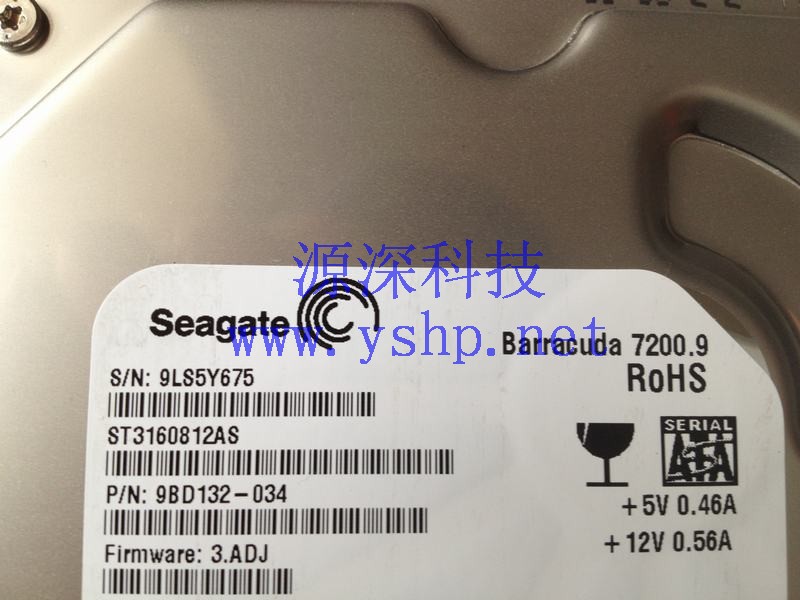 源深科技
www.yshp.net
Seagate
Barracuda 7200.9
RoHS
S/N: 9LS5Y675
ST3160812AS
P/N: 9BD132-034
Firmware: 3.ADJ
SERIAL
ATA
+5V 0.46A
+12V 0.56A